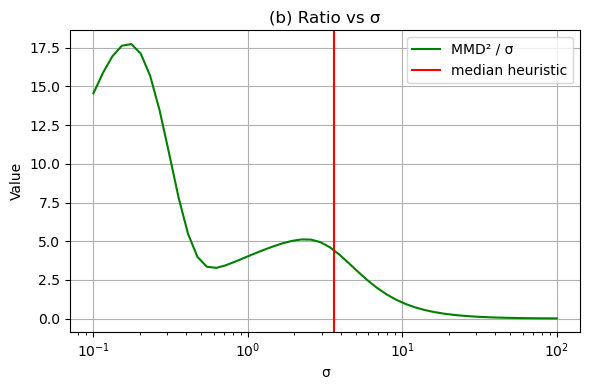 (b) Ratio vs σ
MMD² / σ
median heuristic
Value
17.5
15.0
12.5
10.0
7.5
5.0
2.5
0.0
10⁻¹ 10⁰ 10¹ 10²
σ